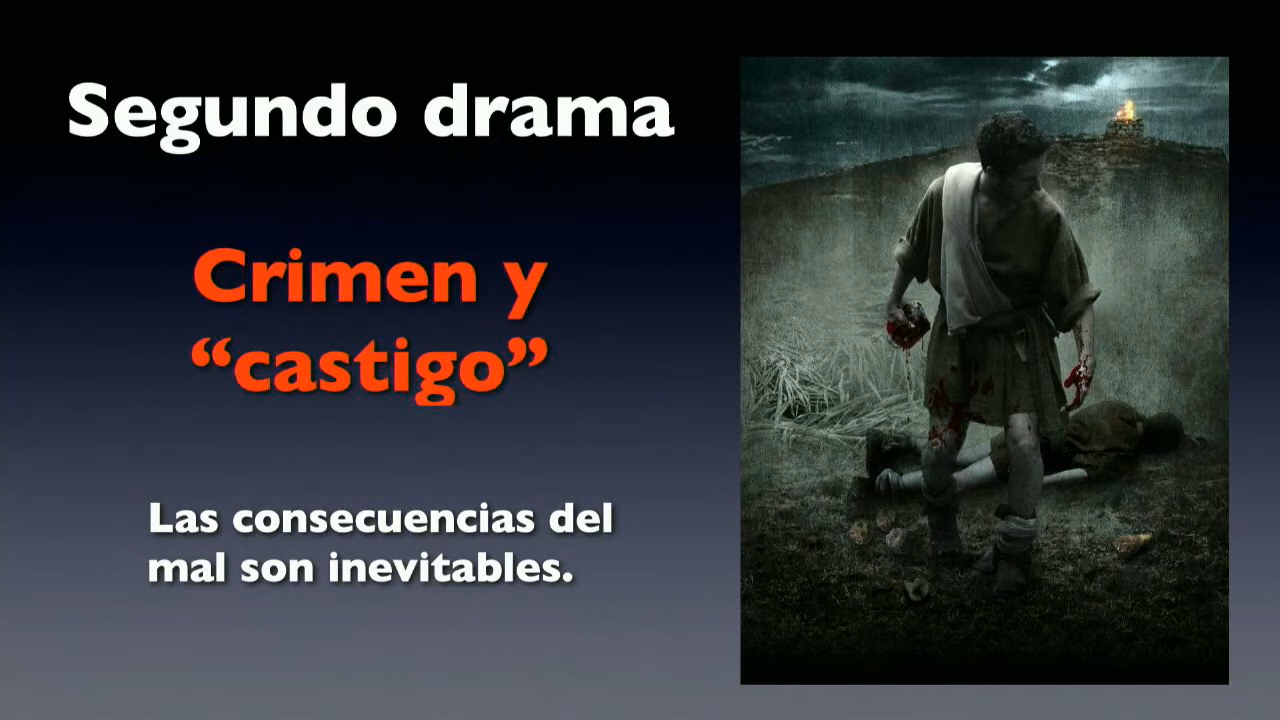 Segundo drama
Crimen y
“castigo”
Las consecuencias del
mal son inevitables.